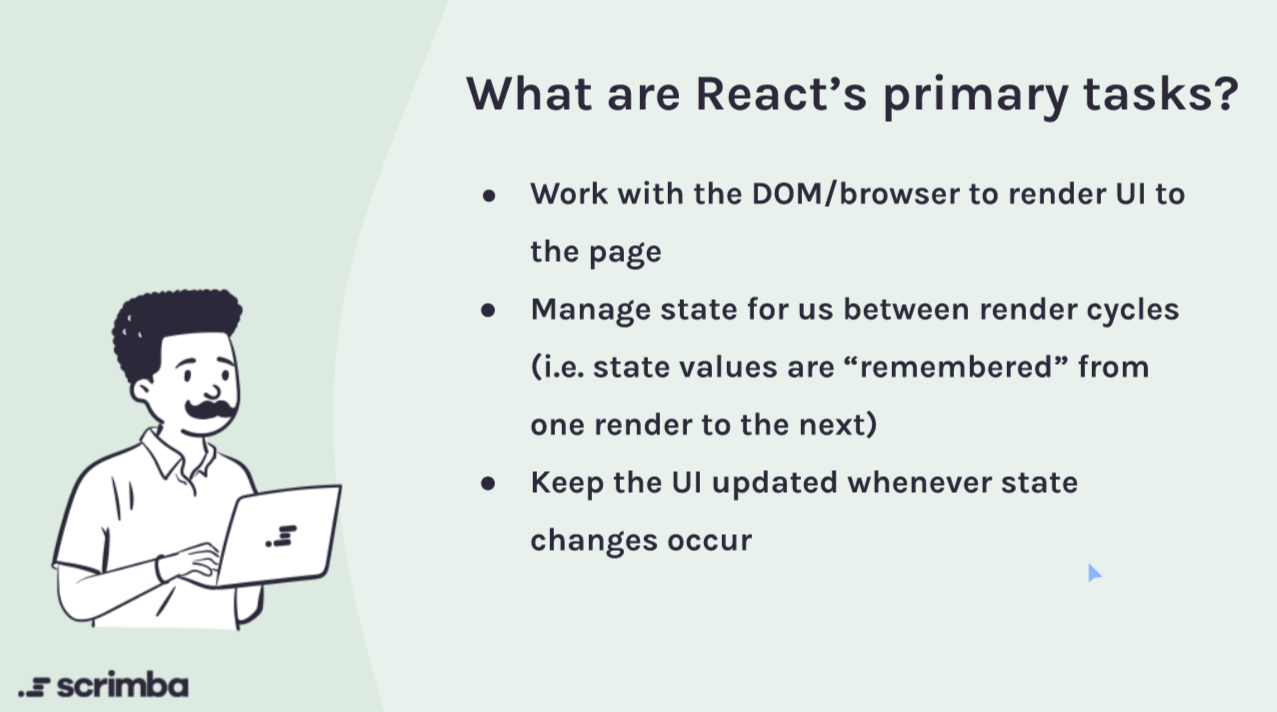 What are React’s primary tasks?
● Work with the DOM/browser to render UI to
the page
● Manage state for us between render cycles
(i.e. state values are “remembered” from
one render to the next)
● Keep the UI updated whenever state
changes occur
scrimba